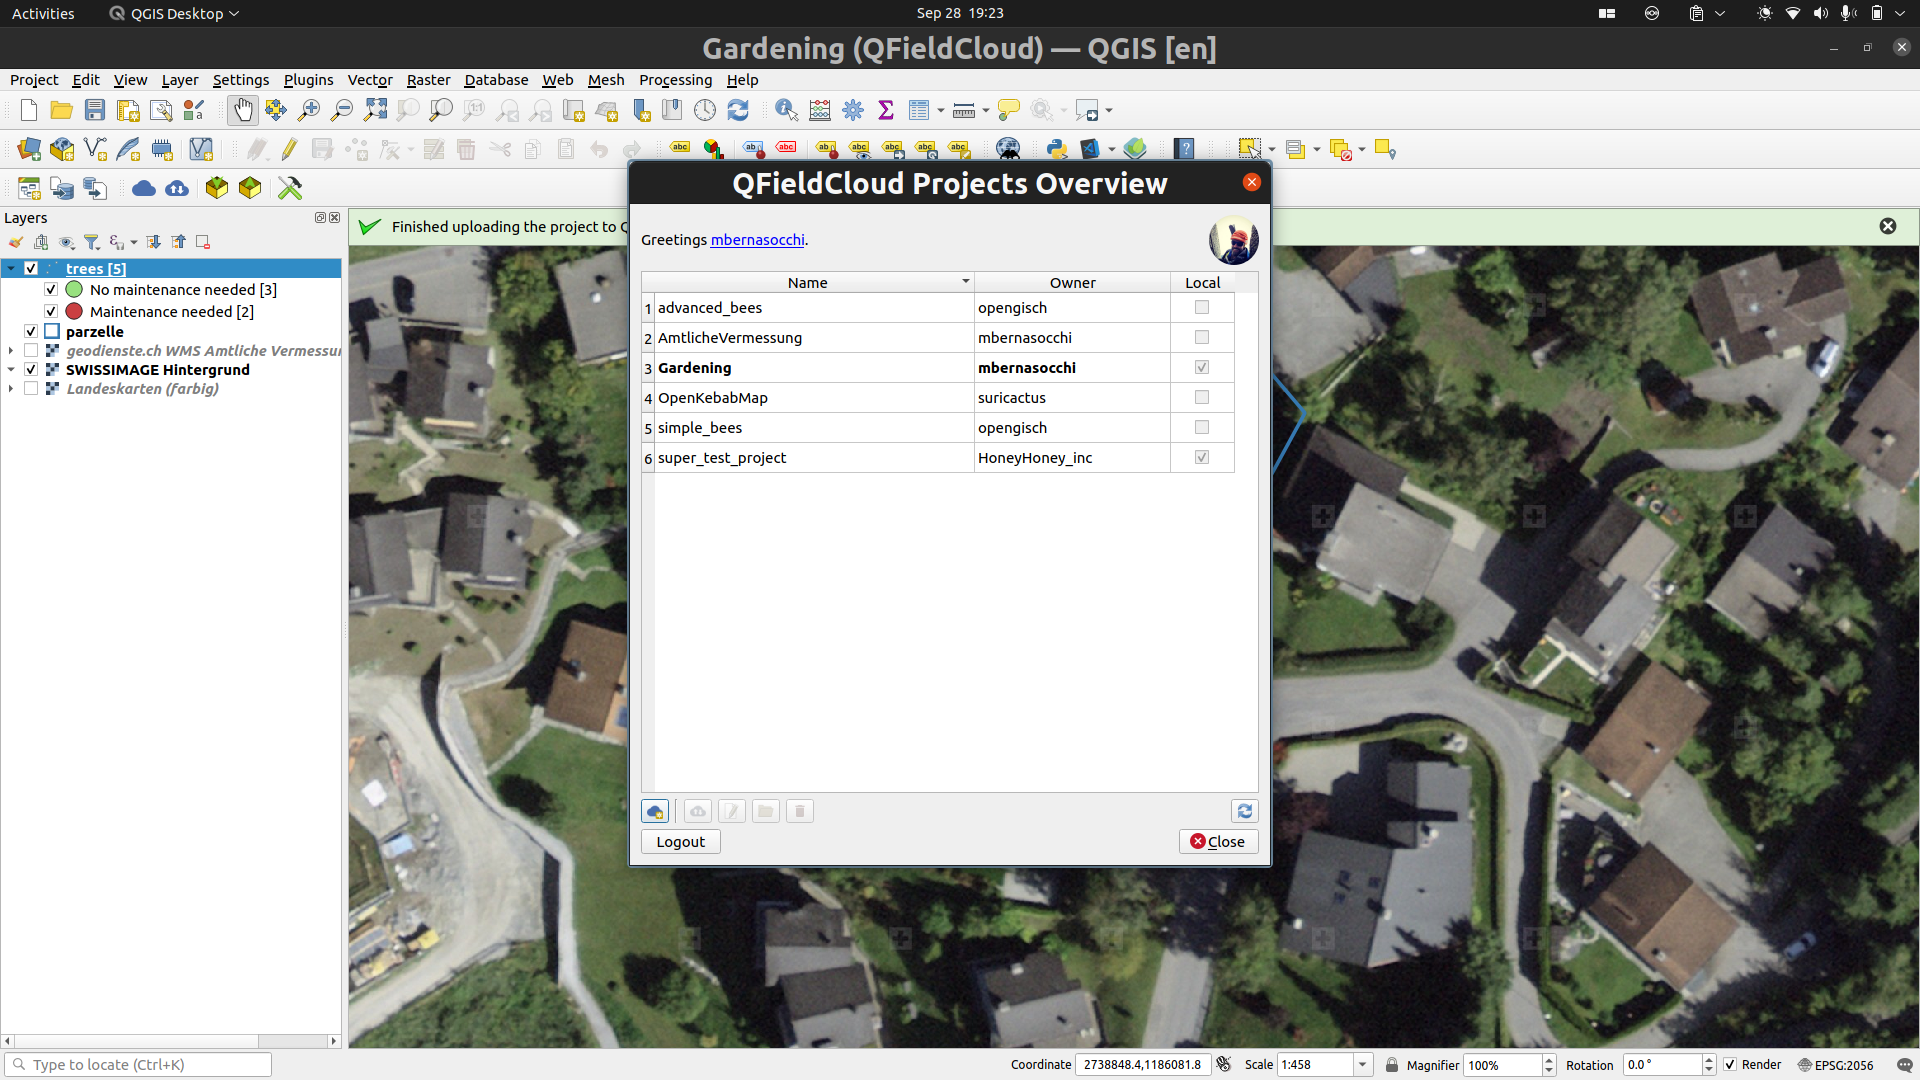 Activities QGIS Desktop Sep 28 19:23
Gardening (QFieldCloud) — QGIS [en]
Project Edit View Layer Settings Plugins Vector Raster Database Web Mesh Processing Help
Layers
Finished uploading the project to Q
trees [5]
No maintenance needed [3]
Maintenance needed [2]
parzelle
geodienste.ch WMS Amtliche Vermessur
SWISSIMAGE Hintergrund
Landeskarten (farbig)
QFieldCloud Projects Overview
Greetings mbernasocchi.
Name Owner Local
1 advanced_bees opengisch
2 AmtlicheVermessung mbernasocchi
3 Gardening mbernasocchi
4 OpenKebabMap suricactus
5 simple_bees opengisch
6 super_test_project HoneyHoney_inc
Logout Close
Type to locate (Ctrl+K) Coordinate 2738848.4,1186081.8 Scale 1:458 Magnifier 100% Rotation 0.0 ° Render EPSG:2056